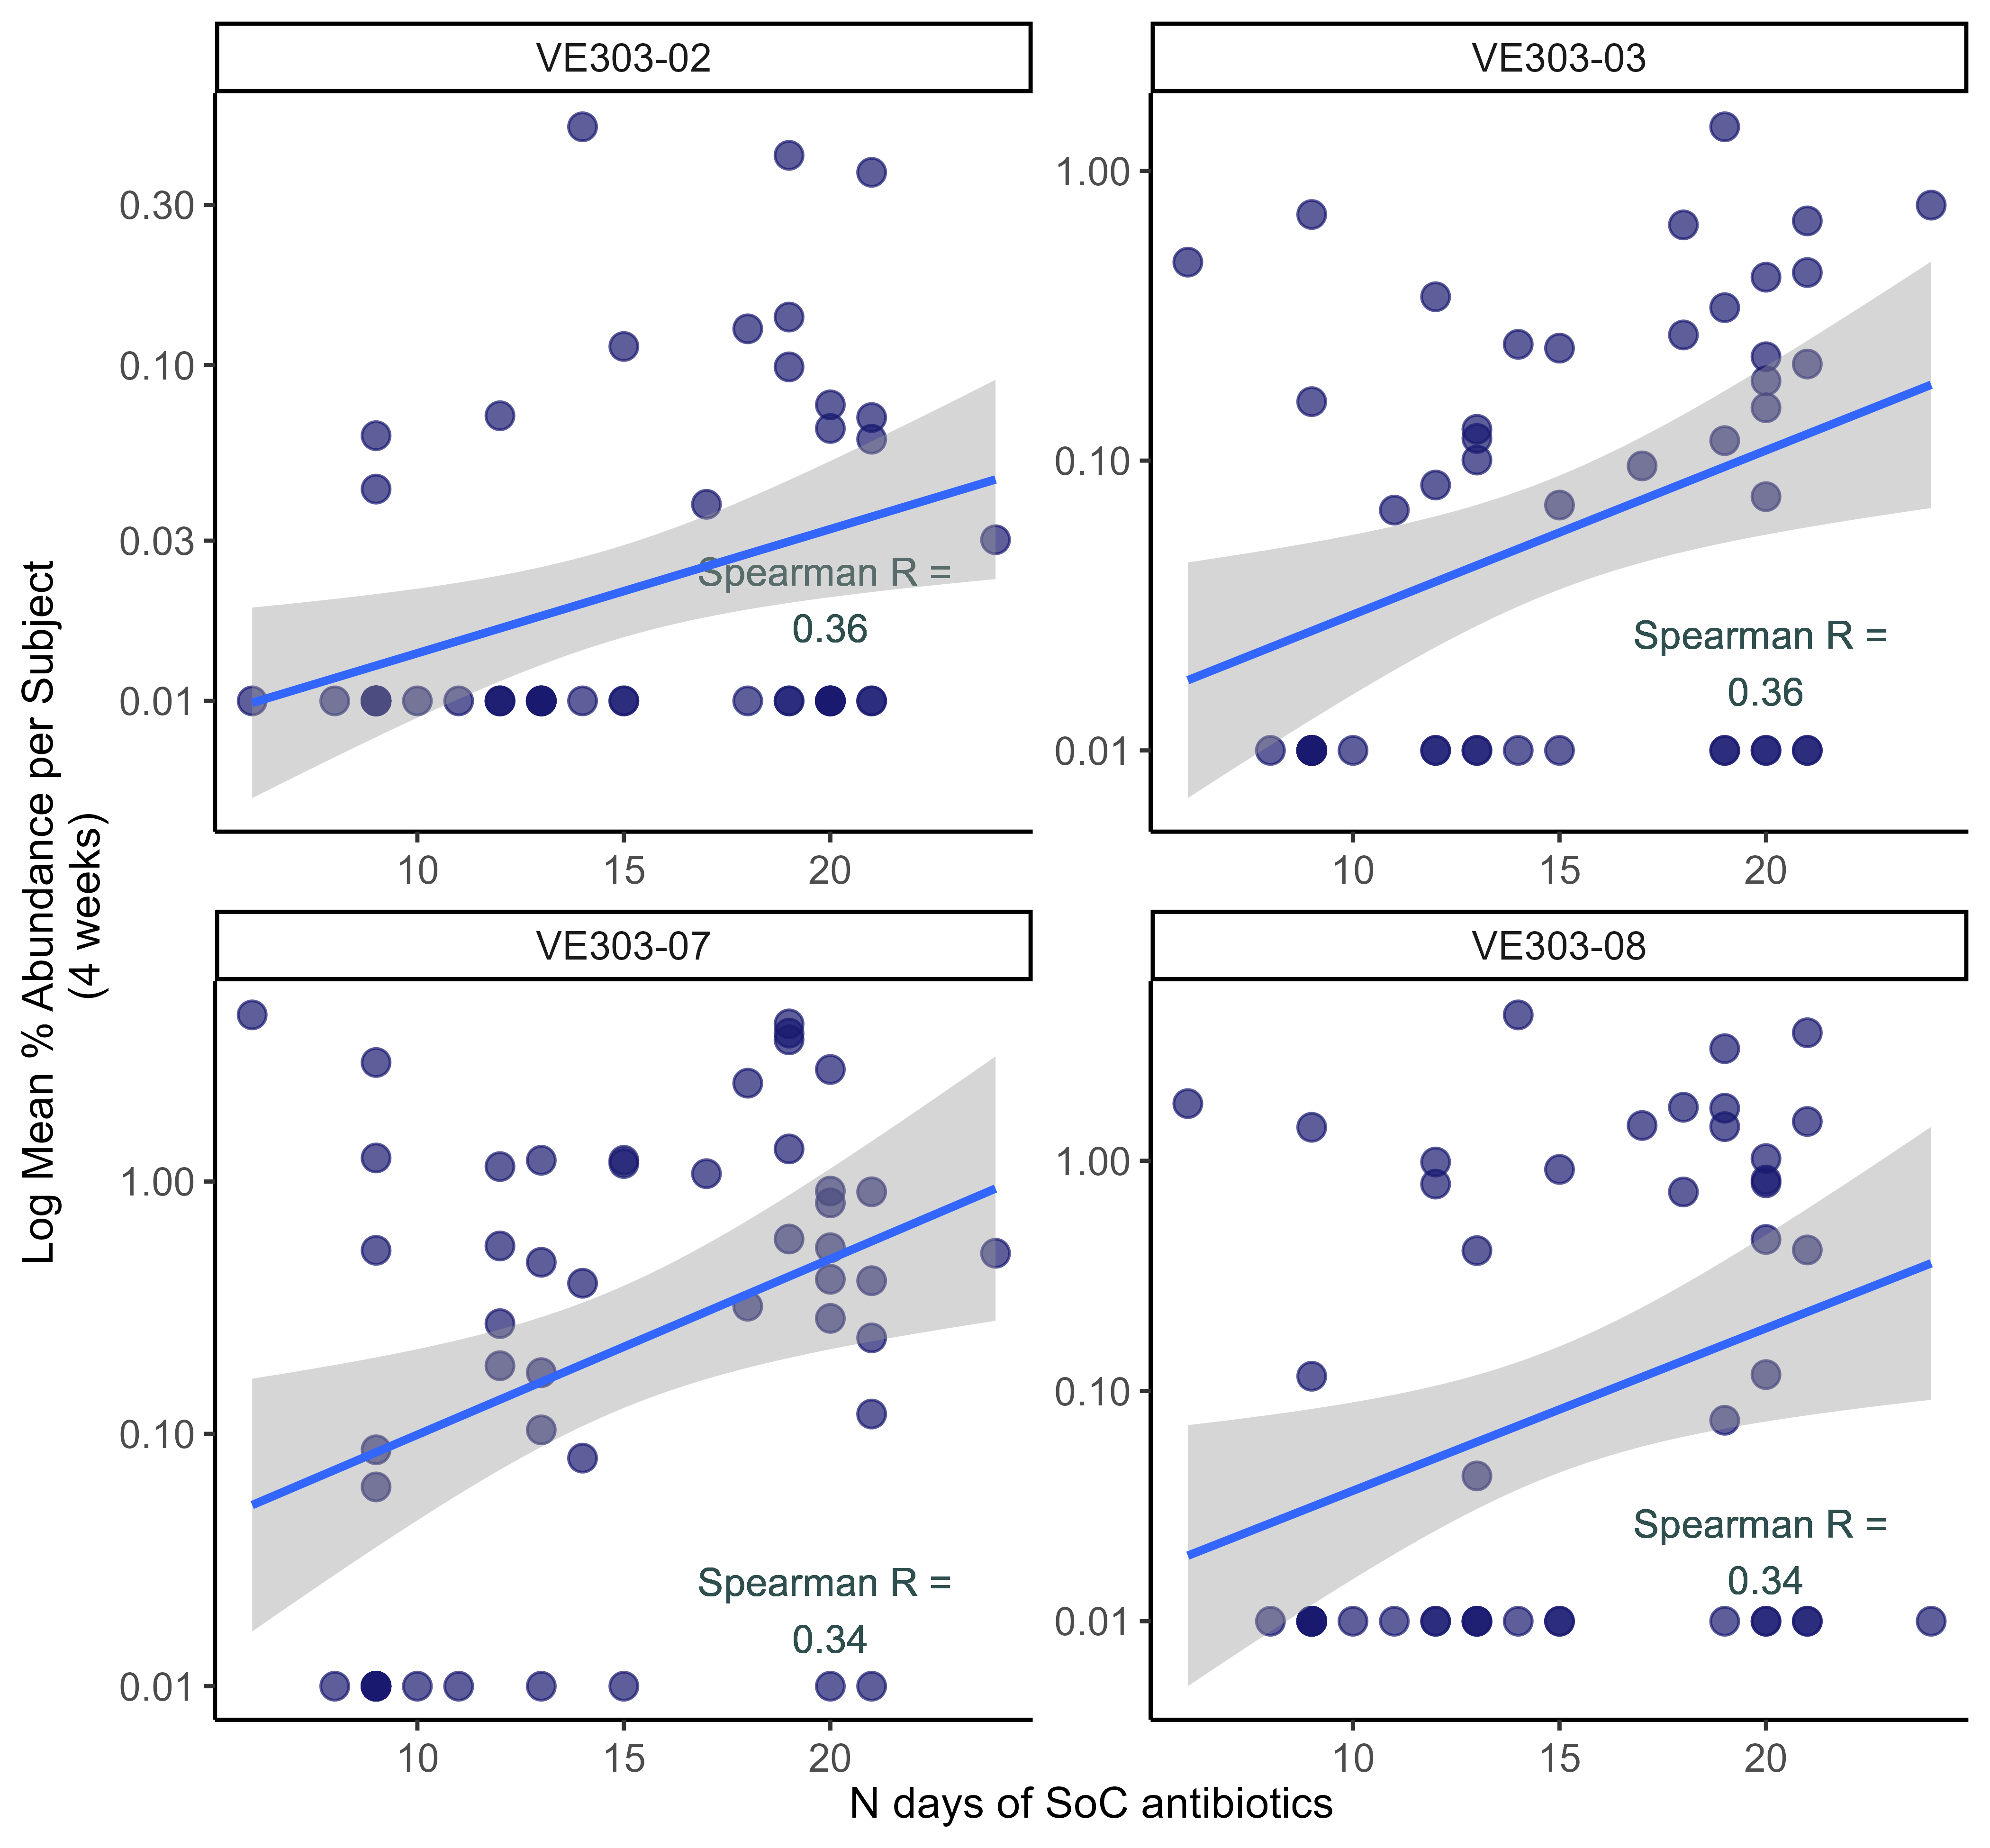 VE303-02
VE303-03
0.30
0.10
0.03
0.01
Spearman R =
0.36
10
15
20
1.00
0.10
0.01
Spearman R =
0.36
10
15
20
VE303-07
VE303-08
1.00
0.10
0.01
Spearman R =
0.34
10
15
20
1.00
0.10
0.01
Spearman R =
0.34
10
15
20
Log Mean % Abundance per Subject
(4 weeks)
N days of SoC antibiotics